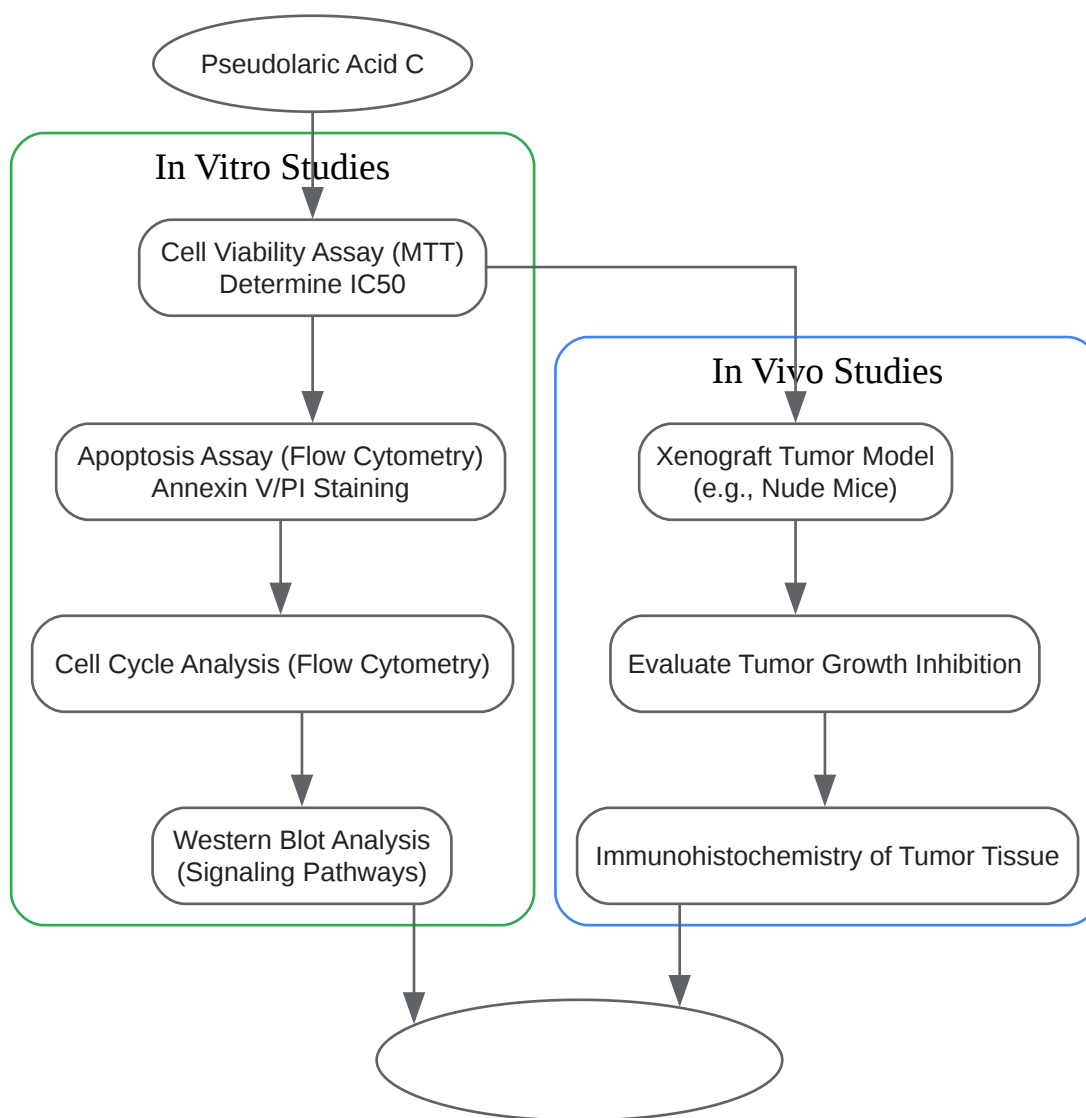 Pseudolaric Acid C
In Vitro Studies
Cell Viability Assay (MTT)
Determine IC50
Apoptosis Assay (Flow Cytometry)
Annexin V/PI Staining
Cell Cycle Analysis (Flow Cytometry)
Western Blot Analysis
(Signaling Pathways)
In Vivo Studies
Xenograft Tumor Model
(e.g., Nude Mice)
Evaluate Tumor Growth Inhibition
Immunohistochemistry of Tumor Tissue